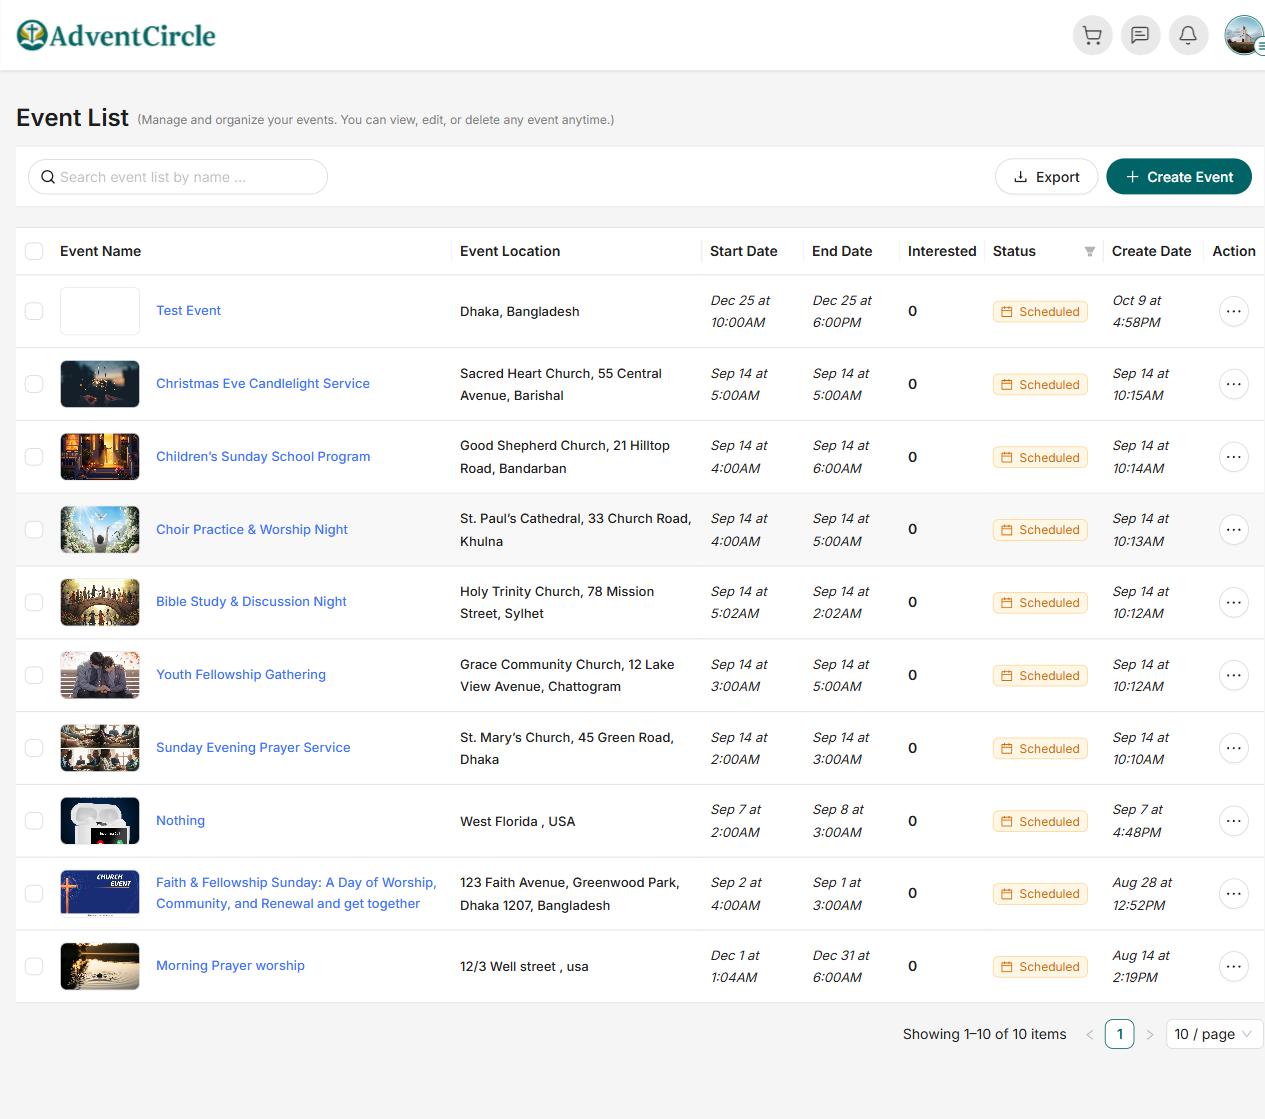 AdventCircle
Event List (Manage and organize your events. You can view, edit, or delete any event anytime.)
Search event list by name ...
Export
Create Event
Event Name Event Location Start Date End Date Interested Status Create Date Action
Test Event Dhaka, Bangladesh Dec 25 at 10:00AM Dec 25 at 6:00PM 0 Scheduled Oct 9 at 4:58PM
Christmas Eve Candlelight Service Sacred Heart Church, 55 Central Avenue, Barishal Sep 14 at 5:00AM Sep 14 at 5:00AM 0 Scheduled Sep 14 at 10:15AM
Children’s Sunday School Program Good Shepherd Church, 21 Hilltop Road, Bandarban Sep 14 at 4:00AM Sep 14 at 6:00AM 0 Scheduled Sep 14 at 10:14AM
Choir Practice & Worship Night St. Paul’s Cathedral, 33 Church Road, Khulna Sep 14 at 4:00AM Sep 14 at 5:00AM 0 Scheduled Sep 14 at 10:13AM
Bible Study & Discussion Night Holy Trinity Church, 78 Mission Street, Sylhet Sep 14 at 5:02AM Sep 14 at 2:02AM 0 Scheduled Sep 14 at 10:12AM
Youth Fellowship Gathering Grace Community Church, 12 Lake View Avenue, Chattogram Sep 14 at 3:00AM Sep 14 at 5:00AM 0 Scheduled Sep 14 at 10:12AM
Sunday Evening Prayer Service St. Mary’s Church, 45 Green Road, Dhaka Sep 14 at 2:00AM Sep 14 at 3:00AM 0 Scheduled Sep 14 at 10:10AM
Nothing West Florida , USA Sep 7 at 2:00AM Sep 8 at 3:00AM 0 Scheduled Sep 7 at 4:48PM
CHURCH EVENT
Faith & Fellowship Sunday: A Day of Worship, Community, and Renewal and get together 123 Faith Avenue, Greenwood Park, Dhaka 1207, Bangladesh Sep 2 at 4:00AM Sep 1 at 3:00AM 0 Scheduled Aug 28 at 12:52PM
Morning Prayer worship 12/3 Well street , usa Dec 1 at 1:04AM Dec 31 at 6:00AM 0 Scheduled Aug 14 at 2:19PM
Showing 1–10 of 10 items < 1 > 10 / page